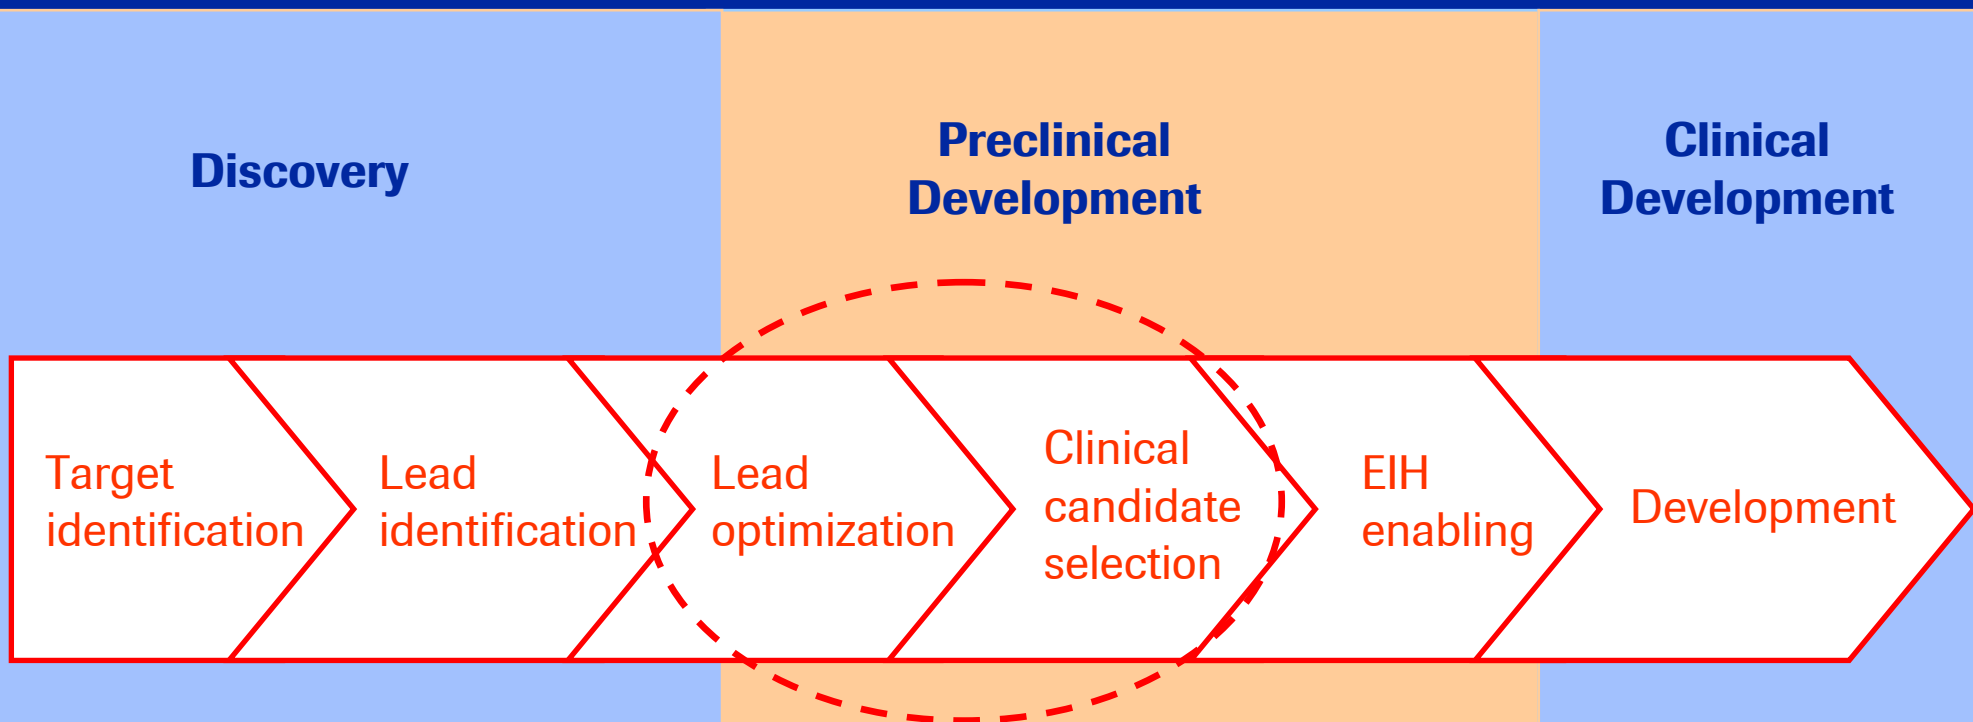 Discovery
Preclinical
Development
Clinical
Development
Target
identification
Lead
identification
Lead
optimization
Clinical
candidate
selection
EIH
enabling
Development